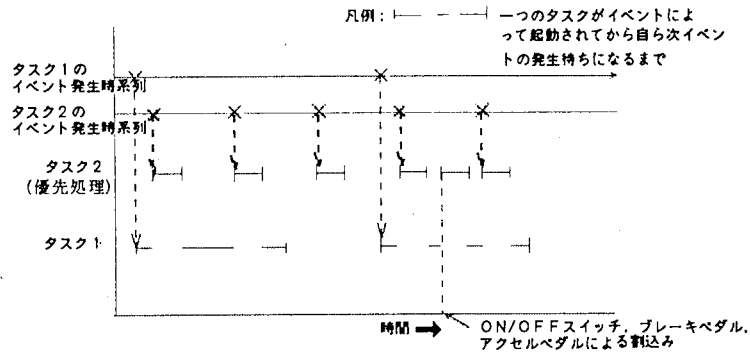 凡例：
一つのタスクがイベントによ
って起動されてから自ら次イベン
トの発生待ちになるまで
タスク１の
イベント発生時系列
タスク２の
イベント発生時系列
タスク２
(優先処理)
タスク１
時間
ＯＮ/ＯＦＦスイッチ，ブレーキペダル，
アクセルペダルによる割込み